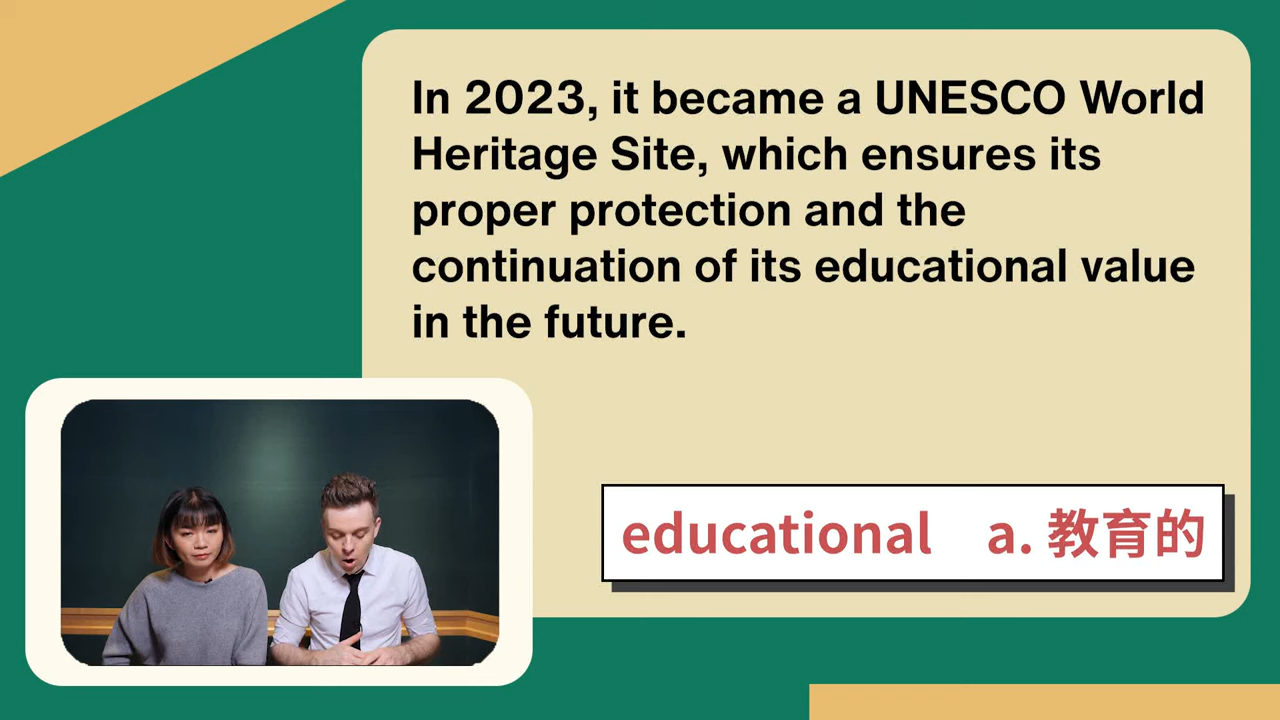 In 2023, it became a UNESCO World
Heritage Site, which ensures its
proper protection and the
continuation of its educational value
in the future.
educational a. 教育的